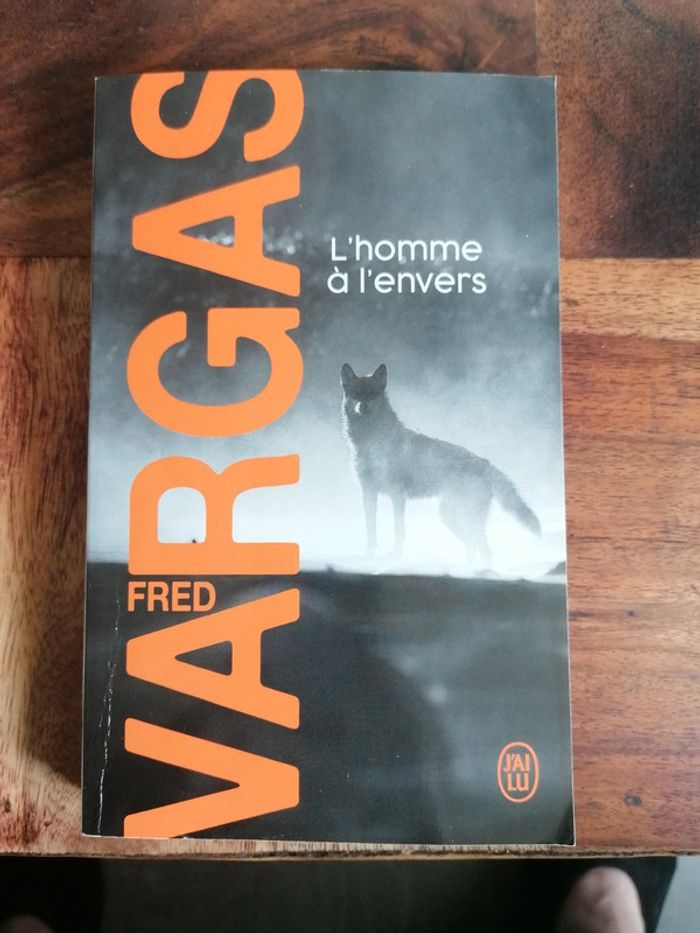 FRED
VARGAS
L'homme
à l'envers
J'AI
LU